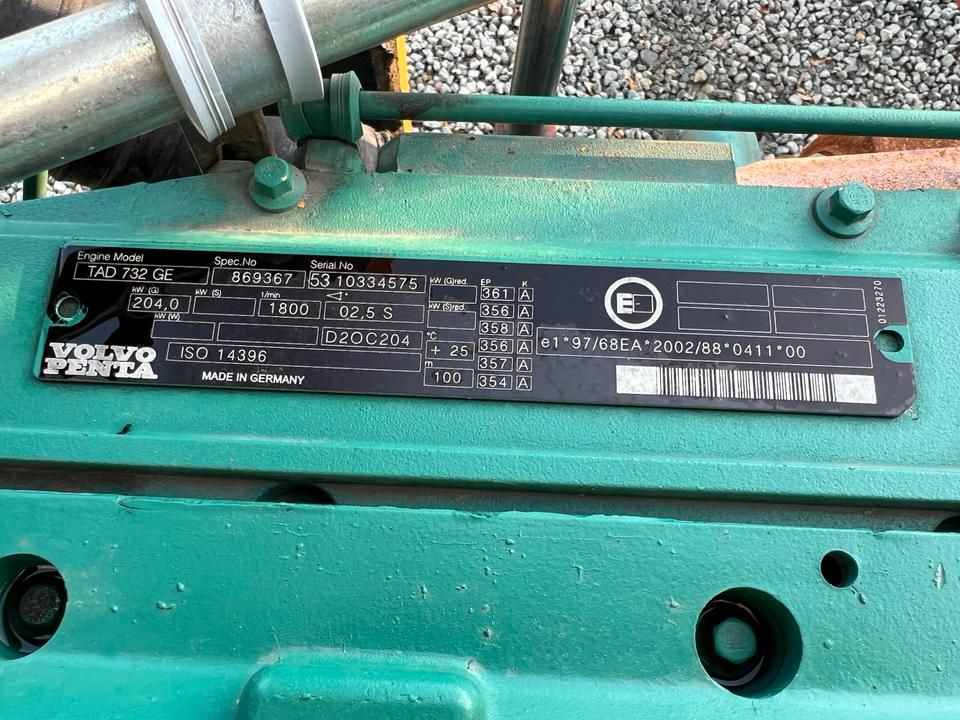 Engine Model Spec.No Serial.No
TAD 732 GE 869367 53 10334575
kW (G)red. EP K
kW (G) kW (S) 1/min
361 A
204,0 1800 02,5 S
kW (S)red. 356 A
kW (W)
358 A
D2OC204 °C 356 A
VOLVO
PENTA
ISO 14396 + 25 357 A
m
MADE IN GERMANY 100 354 A
E
e1*97/68EA*2002/88*0411*00
01223270